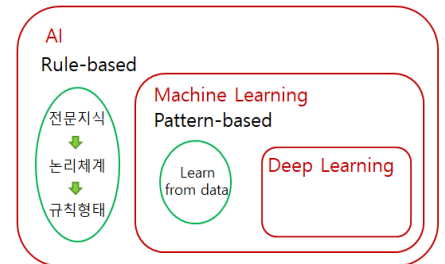 AI
Rule-based
전문지식
논리체계
규칙형태
Machine Learning
Pattern-based
Learn
from data
Deep Learning